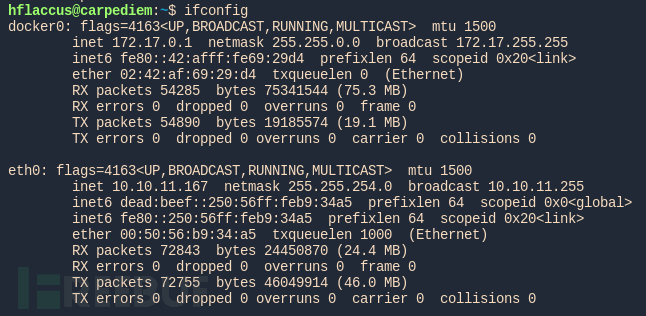 hflaccus@carpediem:~$ ifconfig
docker0: flags=4163<UP,BROADCAST,RUNNING,MULTICAST>  mtu 1500
        inet 172.17.0.1  netmask 255.255.0.0  broadcast 172.17.255.255
        inet6 fe80::42:afff:fe69:29d4  prefixlen 64  scopeid 0x20<link>
        ether 02:42:af:69:29:d4  txqueuelen 0  (Ethernet)
        RX packets 54285  bytes 75341544 (75.3 MB)
        RX errors 0  dropped 0  overruns 0  frame 0
        TX packets 54890  bytes 19185574 (19.1 MB)
        TX errors 0  dropped 0 overruns 0  carrier 0  collisions 0

eth0: flags=4163<UP,BROADCAST,RUNNING,MULTICAST>  mtu 1500
        inet 10.10.11.167  netmask 255.255.254.0  broadcast 10.10.11.255
        inet6 dead:beef::250:56ff:feb9:34a5  prefixlen 64  scopeid 0x0<global>
        inet6 fe80::250:56ff:feb9:34a5  prefixlen 64  scopeid 0x20<link>
        ether 00:50:56:b9:34:a5  txqueuelen 1000  (Ethernet)
        RX packets 72843  bytes 24450870 (24.4 MB)
        RX errors 0  dropped 0  overruns 0  frame 0
        TX packets 72755  bytes 46049914 (46.0 MB)
        TX errors 0  dropped 0 overruns 0  carrier 0  collisions 0